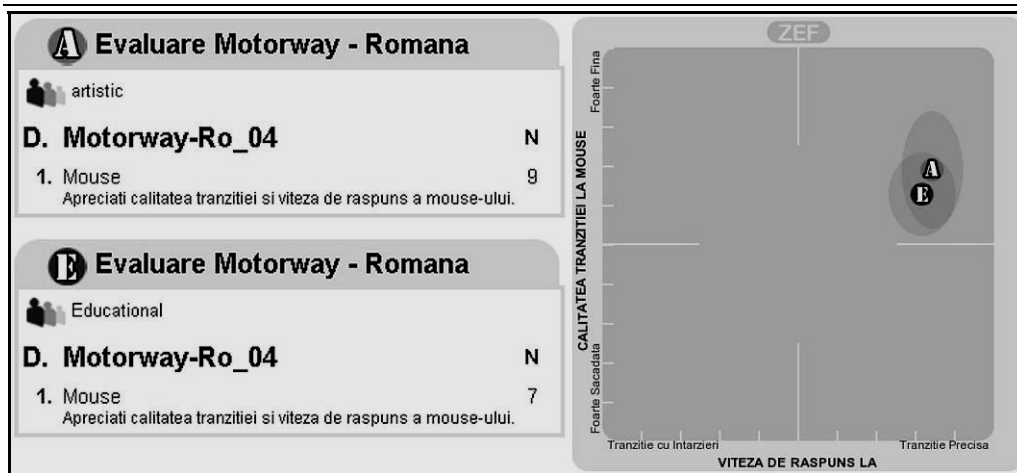 A Evaluare Motorway - Romana
artistic
D. Motorway-Ro_04 N
1. Mouse 9
Apreciati calitatea tranzitiei si viteza de raspuns a mouse-ului.
E Evaluare Motorway - Romana
Educational
D. Motorway-Ro_04 N
1. Mouse 7
Apreciati calitatea tranzitiei si viteza de raspuns a mouse-ului.
ZEF
CALITATEA TRANZITIEI LA MOUSE
Foarte Fina
Foarte Sacadata
A
E
Tranzitie cu Intarzieri Tranzitie Precisa
VITEZA DE RASPUNS LA